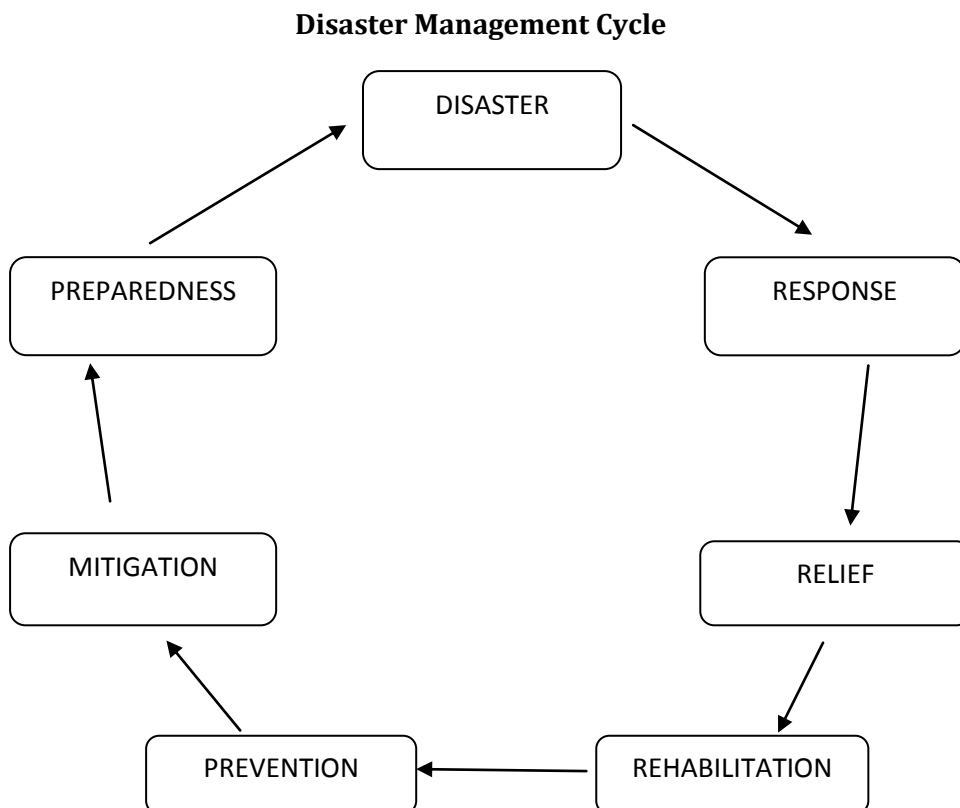 Disaster Management Cycle
DISASTER
PREPAREDNESS
RESPONSE
MITIGATION
RELIEF
PREVENTION
REHABILITATION